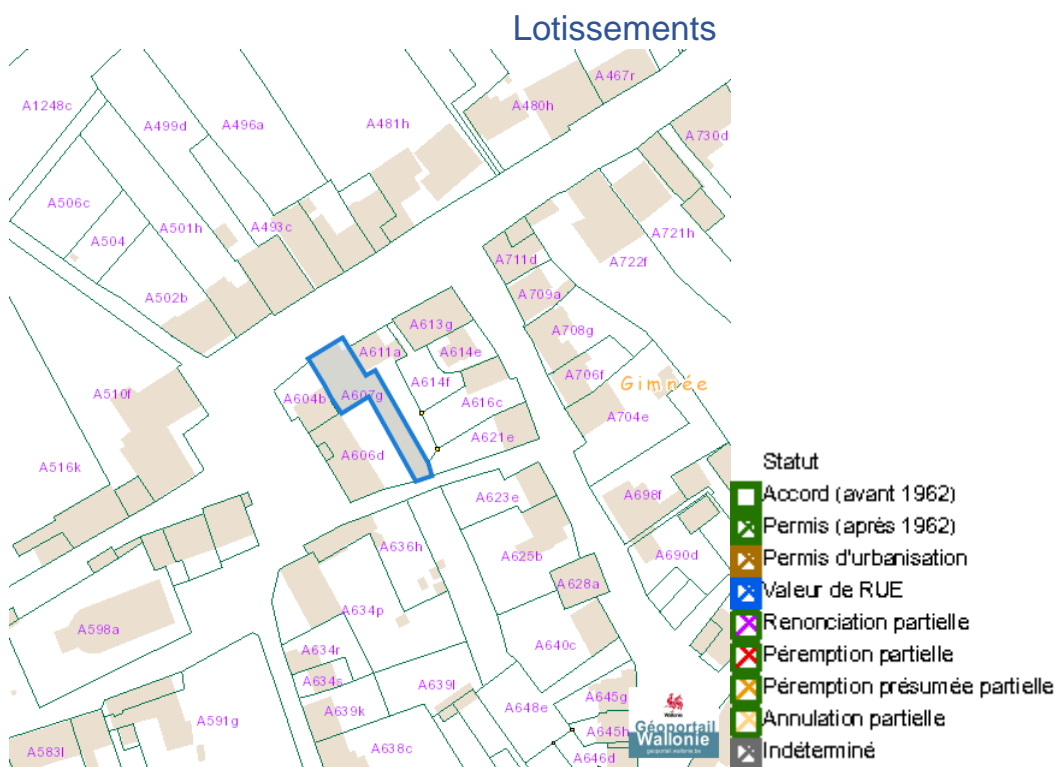 Lotissements
A467r
A480h
A1248c
A499d
A496a
A481h
A730d
A506c
A504
A501h
A493c
A721h
A711d
A722f
A502b
A709a
A613g
A708g
A611a
A614e
A706f
A614f
Gimnée
A510f
A604b
A607g
A616c
A704e
A621e
A606d
A516k
A623e
A698f
A636h
A625b
A690d
A628a
A634p
A598a
A640c
A634r
A634s
A639l
A645g
A648e
A639k
A591g
A645h
A638c
A583l
A646d
Wallonie
Géoportail
Wallonie
geoportail.wallonie.be
Statut
Accord (avant 1962)
Permis (après 1962)
Permis d'urbanisation
Valeur de RUE
Renonciation partielle
Péremption partielle
Péremption présumée partielle
Annulation partielle
Indéterminé